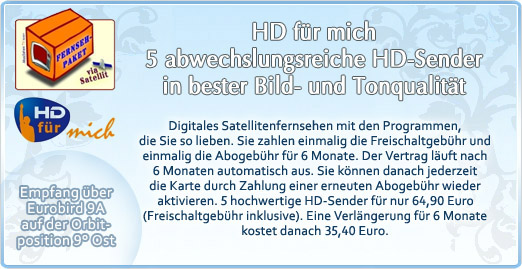 FERNSEH-
PAKET
via
Satellit
HD
für
mich
Empfang über
Eurobird 9A
auf der Orbit-
position 9° Ost
HD für mich
5 abwechslungsreiche HD-Sender
in bester Bild- und Tonqualität
Digitales Satellitenfernsehen mit den Programmen,
die Sie so lieben. Sie zahlen einmalig die Freischaltgebühr und
einmalig die Abogebühr für 6 Monate. Der Vertrag läuft nach
6 Monaten automatisch aus. Sie können danach jederzeit
die Karte durch Zahlung einer erneuten Abogebühr wieder
aktivieren. 5 hochwertige HD-Sender für nur 64,90 Euro
(Freischaltgebühr inklusive). Eine Verlängerung für 6 Monate
kostet danach 35,40 Euro.